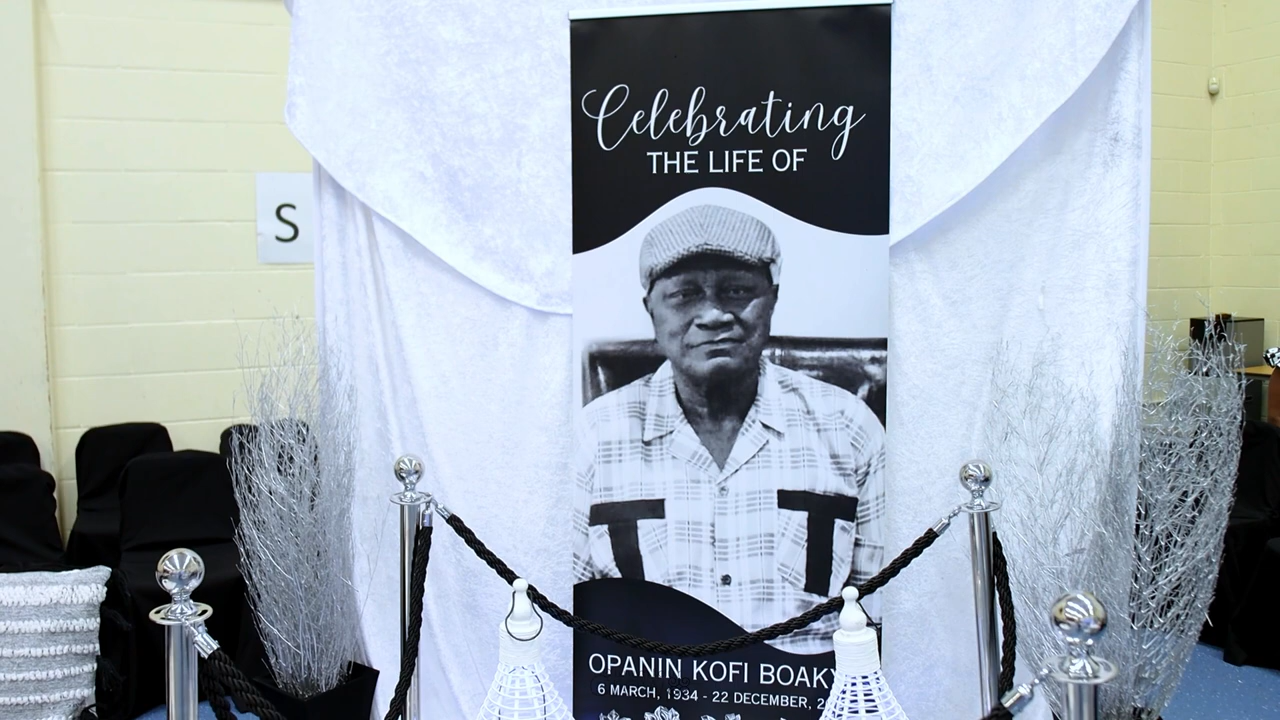 Celebrating
THE LIFE OF
S
OPANIN KOFI BOAKY
6 MARCH, 1934 - 22 DECEMBER, 2